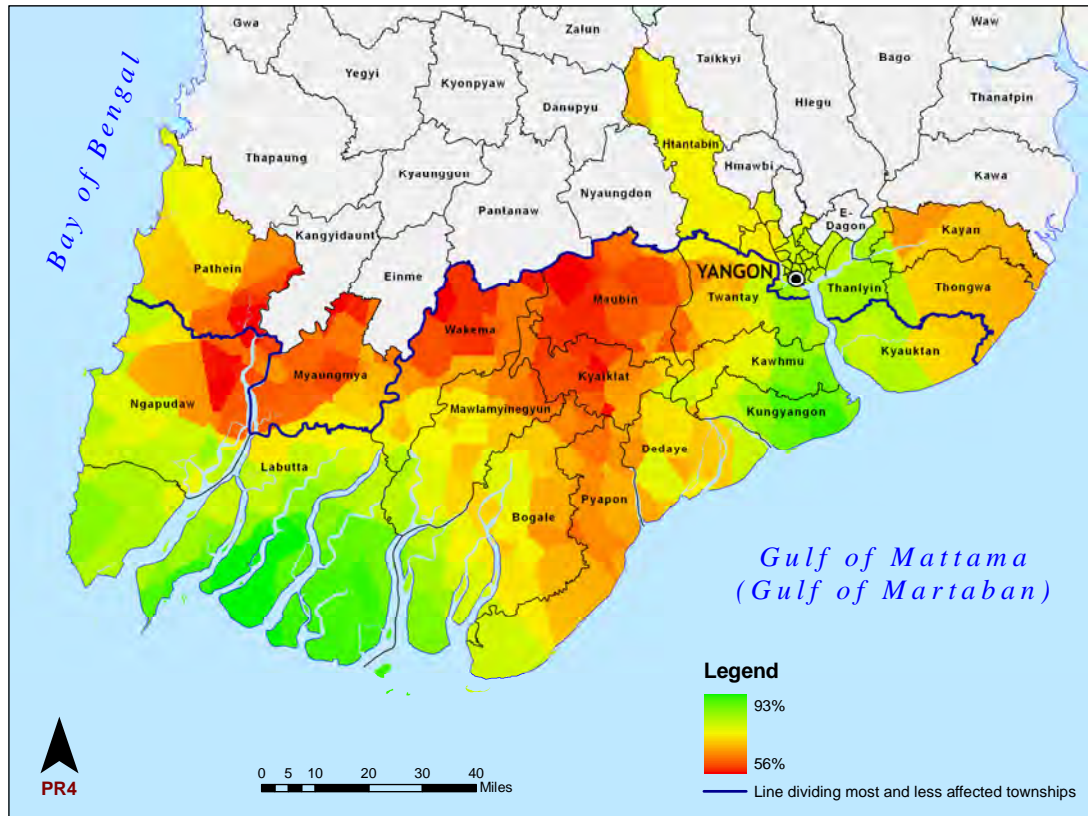 Gwa
Zalun
Taikkyi
Waw
Bago
Yegyi
Kyonpyaw
Danupyu
Hlegu
Thanatpin
Bay of Bengal
Htantabin
Thapaung
Hmawbi
Kyaunggon
Nyaungdon
Kawa
Pantanaw
E-
Dagon
Kangyidaunt
Kayan
Einme
Pathein
YANGON
Thanlyin
Thongwa
Twantay
Maubin
Wakema
Kyauktan
Kawhmu
Myaungmya
Kyaiklat
Ngapudaw
Mawlamyinegyun
Kungyangon
Dedaye
Labutta
Pyapon
Bogale
Gulf of Mattama
(Gulf of Martaban)
Legend
93%
56%
Line dividing most and less affected townships
PR4
0 5 10 20 30 40
Miles